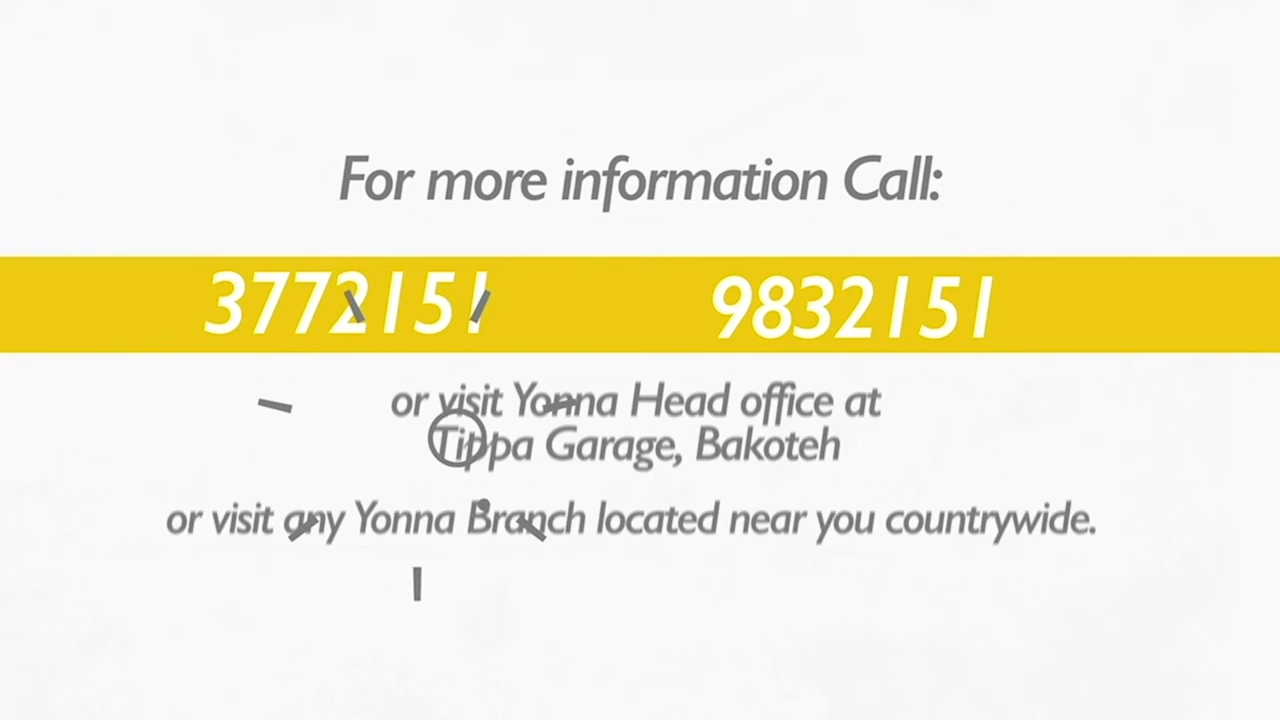 For more information Call:
3772151 9832151
or visit Yonna Head office at
Tippa Garage, Bakoteh
or visit any Yonna Branch located near you countrywide.